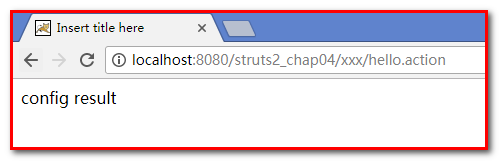 Insert title here
localhost:8080/struts2_chap04/xxx/hello.action
config result